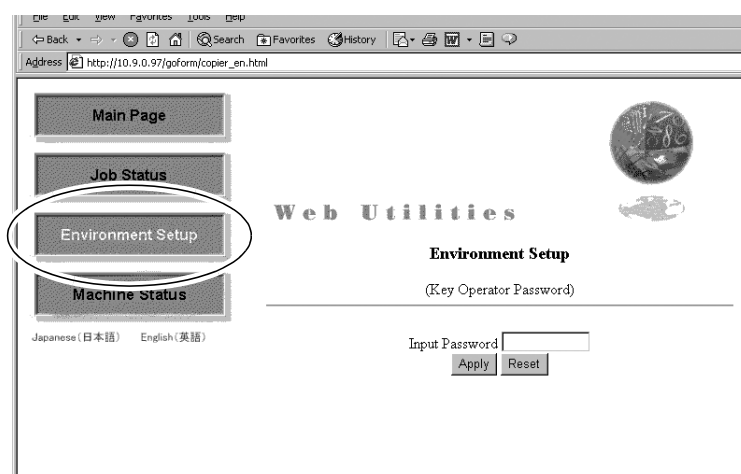 File Edit View Favorites Tools Help
Back Search Favorites History
Address http://10.9.0.97/goform/copier_en.html
Main Page
Job Status
Environment Setup
Machine Status
Japanese(日本語) English(英語)
Web Utilities
Environment Setup
(Key Operator Password)
Input Password
Apply Reset